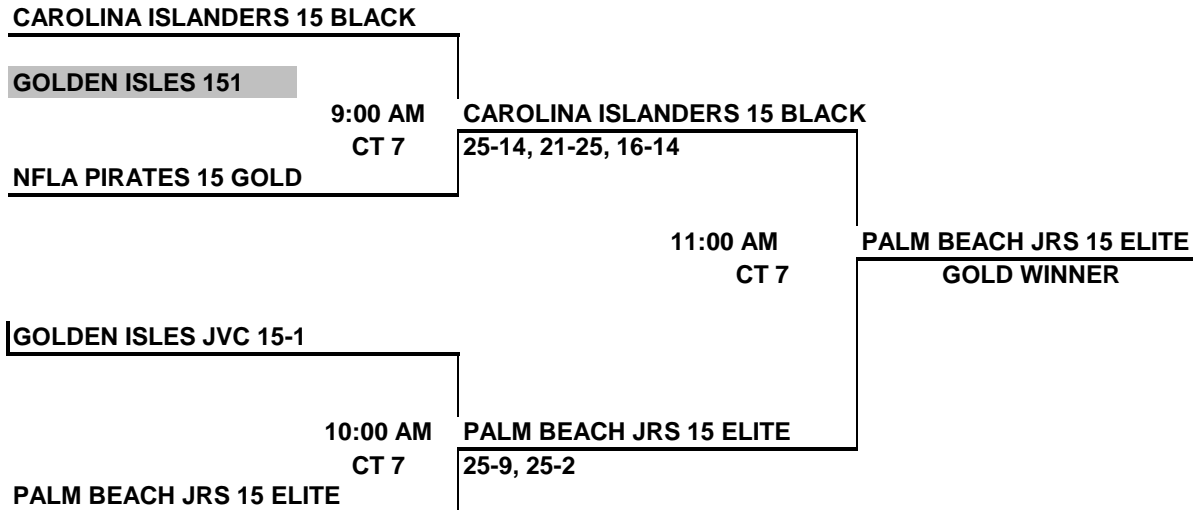 CAROLINA ISLANDERS 15 BLACK
GOLDEN ISLES 151
9:00 AM CAROLINA ISLANDERS 15 BLACK
CT 7 25-14, 21-25, 16-14
NFLA PIRATES 15 GOLD
11:00 AM PALM BEACH JRS 15 ELITE
CT 7 GOLD WINNER
GOLDEN ISLES JVC 15-1
10:00 AM PALM BEACH JRS 15 ELITE
CT 7 25-9, 25-2
PALM BEACH JRS 15 ELITE